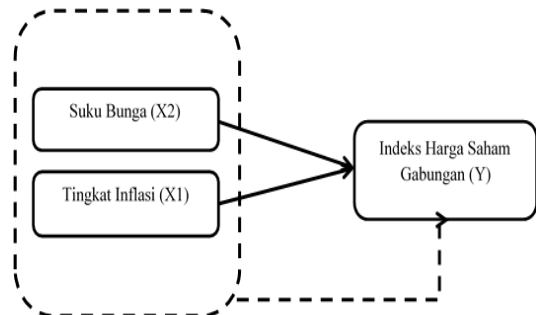 Suku Bunga (X2)
Tingkat Inflasi (X1)
Indeks Harga Saham
Gabungan (Y)